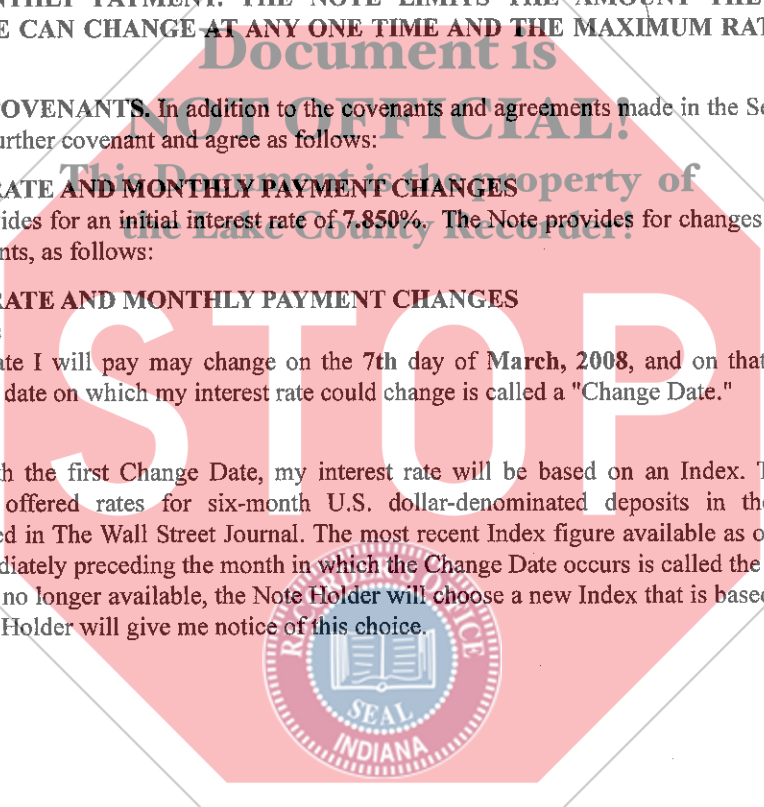 NTHLY PAYMENT. THE NOTE LIMITS THE AMOUNT THE
E CAN CHANGE AT ANY ONE TIME AND THE MAXIMUM RAT
Document is
OVENANTS. In addition to the covenants and agreements made in the Se
NOT OFFICIAL!
urther covenant and agree as follows:
This Document is the property of
RATE AND MONTHLY PAYMENT CHANGES
ides for an initial interest rate of 7.850%. The Note provides for changes
the Lake County Recorder!
nts, as follows:
RATE AND MONTHLY PAYMENT CHANGES
ate I will pay may change on the 7th day of March, 2008, and on that
date on which my interest rate could change is called a "Change Date."
STOP
h the first Change Date, my interest rate will be based on an Index. T
offered rates for six-month U.S. dollar-denominated deposits in the
ed in The Wall Street Journal. The most recent Index figure available as o
diately preceding the month in which the Change Date occurs is called the
no longer available, the Note Holder will choose a new Index that is based
Holder will give me notice of this choice.
RECORDER'S OFFICE
SEAL
INDIANA